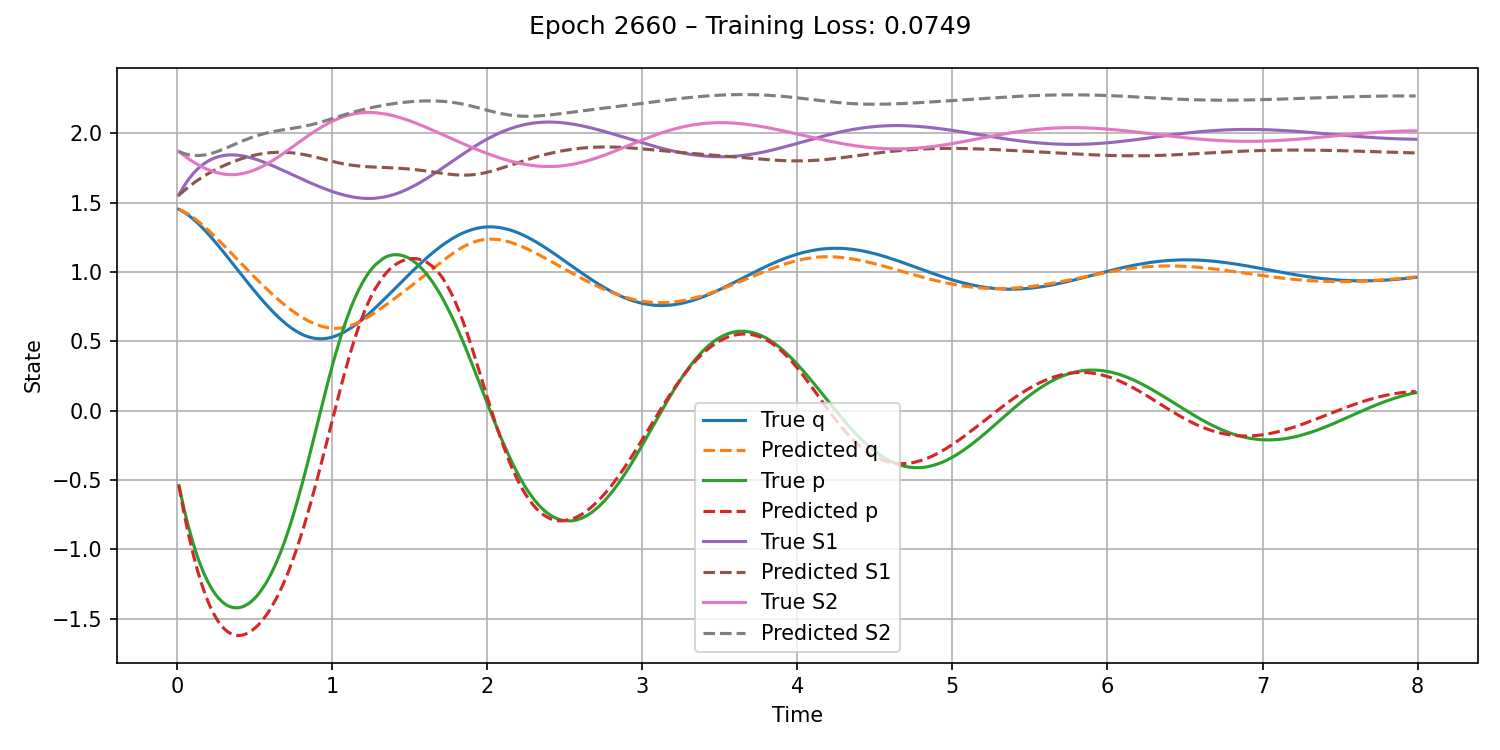 Epoch 2660 – Training Loss: 0.0749
State
2.0
1.5
1.0
0.5
0.0
−0.5
−1.0
−1.5
True q
Predicted q
True p
Predicted p
True S1
Predicted S1
True S2
Predicted S2
0 1 2 3 4 5 6 7 8
Time